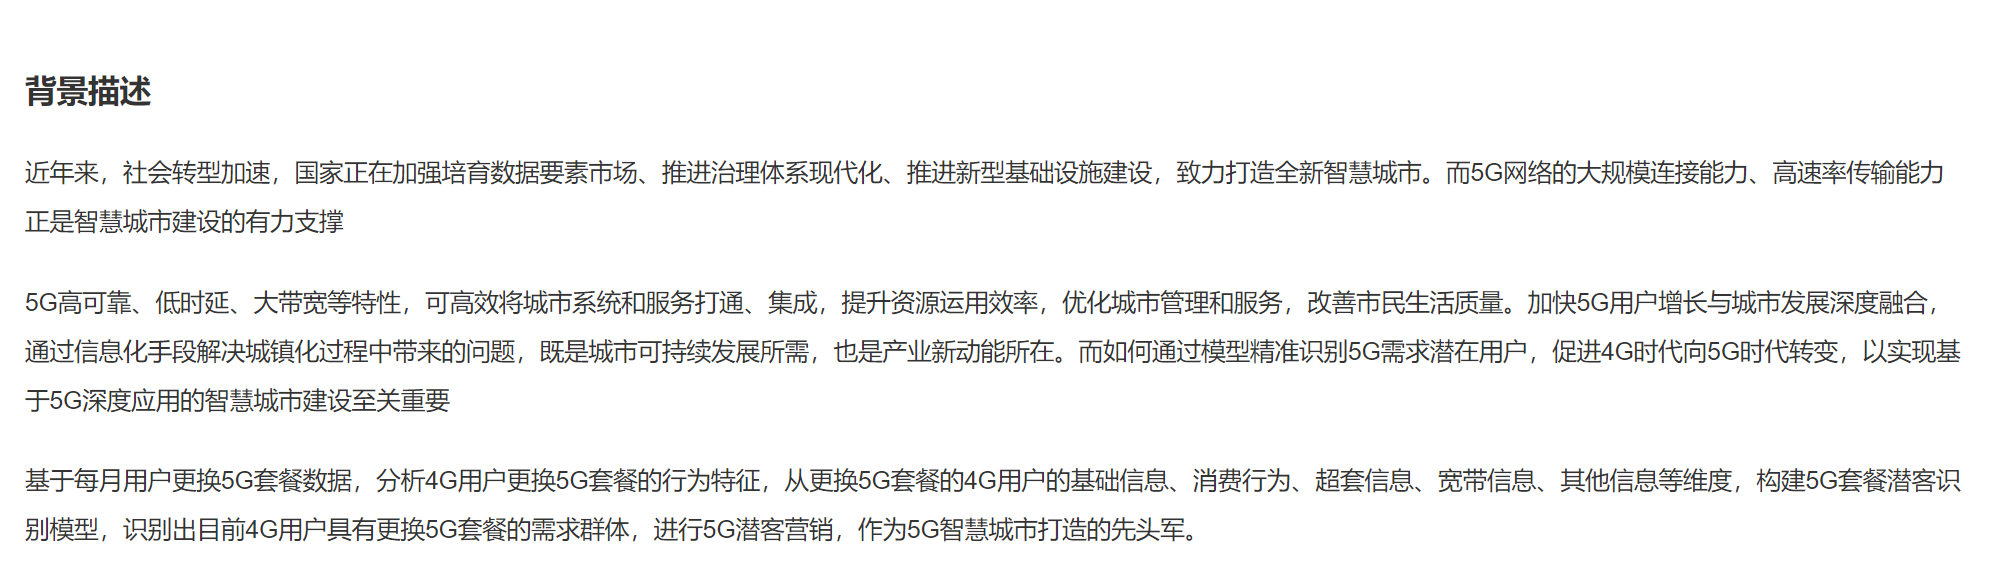 背景描述
近年来，社会转型加速，国家正在加强培育数据要素市场、推进治理体系现代化、推进新型基础设施建设，致力打造全新智慧城市。而5G网络的大规模连接能力、高速率传输能力
正是智慧城市建设的有力支撑
5G高可靠、低时延、大带宽等特性，可高效将城市系统和服务打通、集成，提升资源运用效率，优化城市管理和服务，改善市民生活质量。加快5G用户增长与城市发展深度融合，
通过信息化手段解决城镇化过程中带来的问题，既是城市可持续发展所需，也是产业新动能所在。而如何通过模型精准识别5G需求潜在用户，促进4G时代向5G时代转变，以实现基
于5G深度应用的智慧城市建设至关重要
基于每月用户更换5G套餐数据，分析4G用户更换5G套餐的行为特征，从更换5G套餐的4G用户的基础信息、消费行为、超套信息、宽带信息、其他信息等维度，构建5G套餐潜客识
别模型，识别出目前4G用户具有更换5G套餐的需求群体，进行5G潜客营销，作为5G智慧城市打造的先头军。